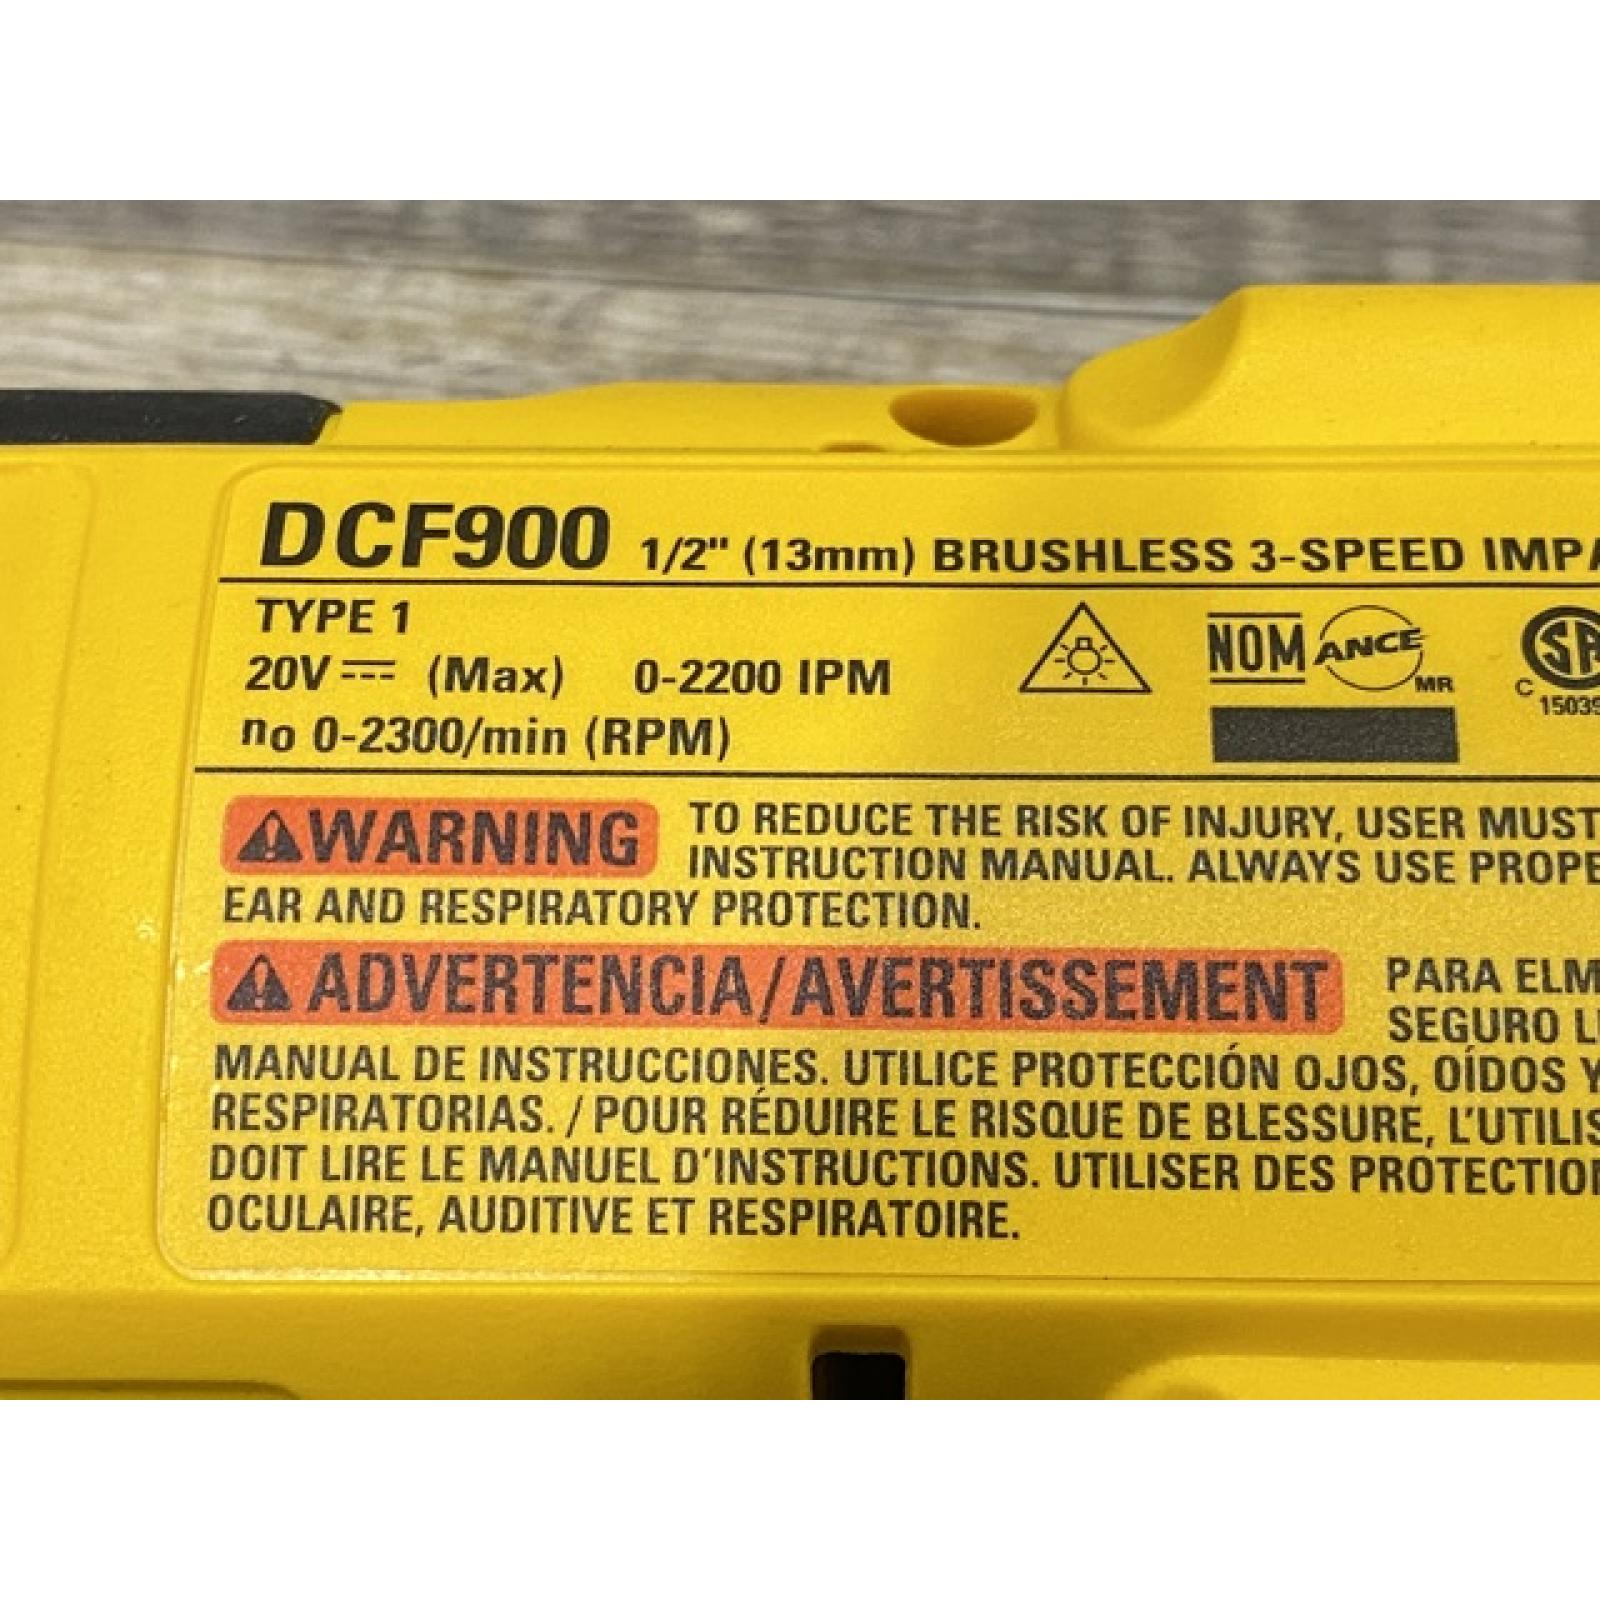 DCF900 1/2" (13mm) BRUSHLESS 3-SPEED
TYPE 1
20V (Max) 0-2200 IPM
no 0-2300/min (RPM)
NOM ANCE MR
SA
C 15039
WARNING TO REDUCE THE RISK OF INJURY, USER MUST
INSTRUCTION MANUAL. ALWAYS USE PROPE
EAR AND RESPIRATORY PROTECTION.
ADVERTENCIA/AVERTISSEMENT PARA ELM
SEGURO
MANUAL DE INSTRUCCIONES. UTILICE PROTECCIÓN OJOS, OÍDOS Y
RESPIRATORIAS. / POUR RÉDUIRE LE RISQUE DE BLESSURE, L'UTILIS
DOIT LIRE LE MANUEL D'INSTRUCTIONS. UTILISER DES PROTECTION
OCULAIRE, AUDITIVE ET RESPIRATOIRE.